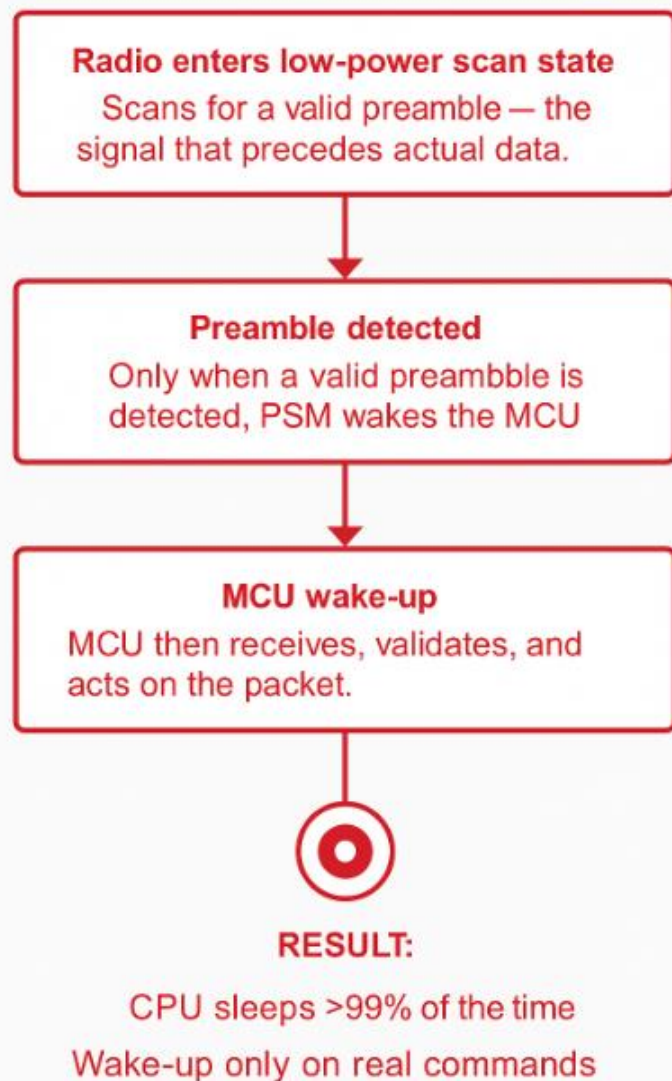 Radio enters low-power scan state
Scans for a valid preamble — the
signal that precedes actual data.
Preamble detected
Only when a valid preambble is
detected, PSM wakes the MCU
MCU wake-up
MCU then receives, validates, and
acts on the packet.
RESULT:
CPU sleeps >99% of the time
Wake-up only on real commands